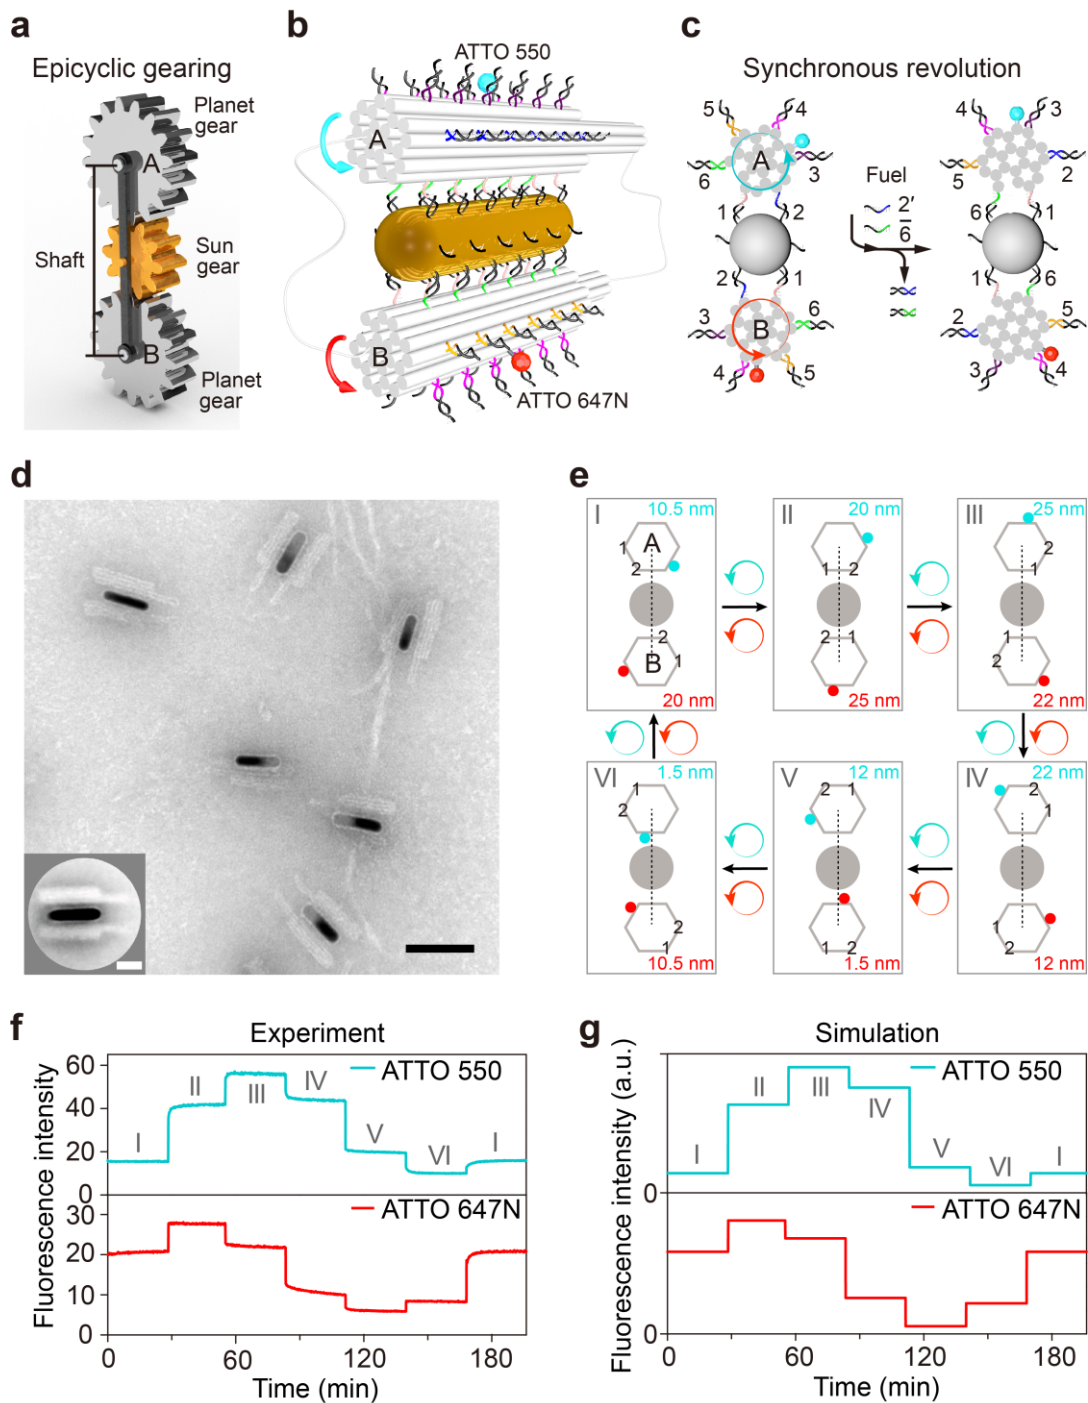 a
Epicyclic gearing
Planet
gear
A
Shaft
Sun
gear
B
Planet
gear
b
ATTO 550
A
B
ATTO 647N
c
Synchronous revolution
5
4
A
6
3
1
2
2
1
3
6
B
4
5
Fuel
2′
6
4
3
5
2
6
1
1
6
2
5
3
4
d
e
I
10.5 nm
A
1
2
2
1
B
20 nm
II
20 nm
1
2
2
1
25 nm
III
25 nm
2
1
1
2
22 nm
VI
1.5 nm
1
2
2
1
10.5 nm
V
12 nm
2
1
1
2
1.5 nm
IV
22 nm
2
1
1
2
12 nm
f
Experiment
Fluorescence intensity
60
40
20
0
ATTO 550
I
II
III
IV
V
VI
I
30
20
10
0
ATTO 647N
0
60
120
180
Time (min)
g
Simulation
Fluorescence intensity (a.u.)
0
ATTO 550
I
II
III
IV
V
VI
I
0
ATTO 647N
0
60
120
180
Time (min)